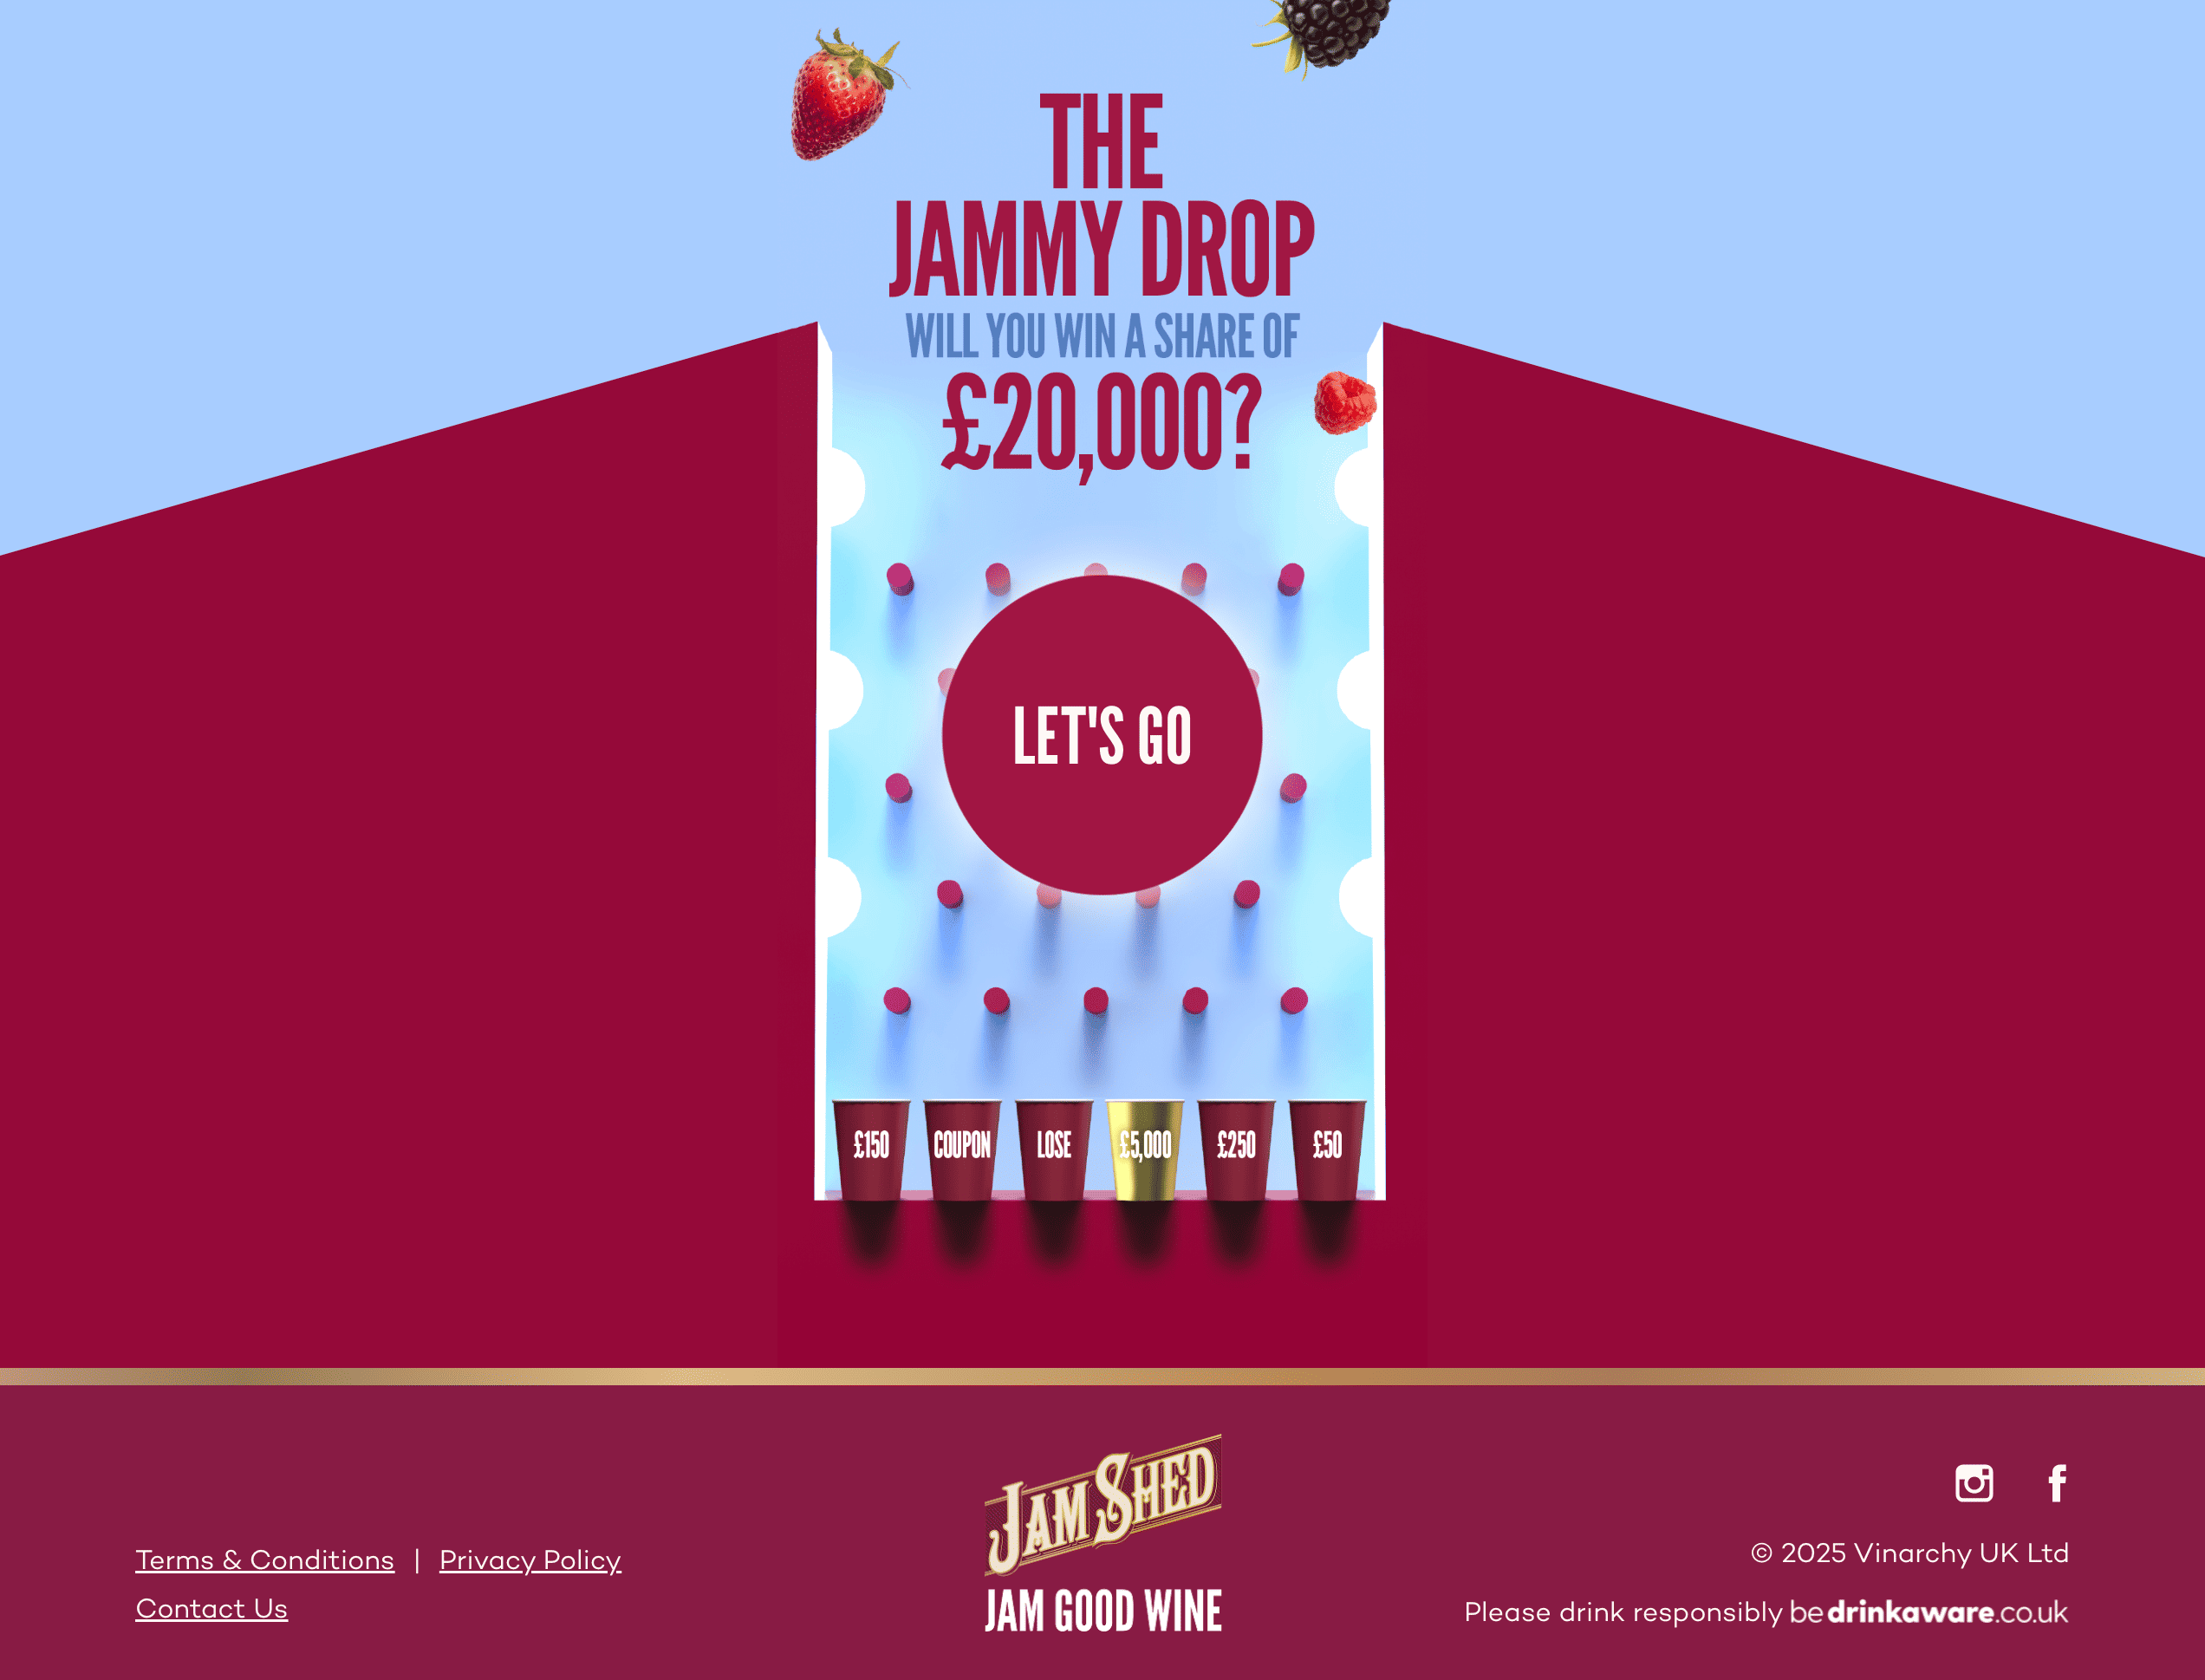 THE
JAMMY DROP
WILL YOU WIN A SHARE OF
£20,000?
LET'S GO
£150 COUPON LOSE £5,000 £250 £50
JAM SHED
JAM GOOD WINE
Terms & Conditions | Privacy Policy
Contact Us
© 2025 Vinarchy UK Ltd
Please drink responsibly be drinkaware.co.uk